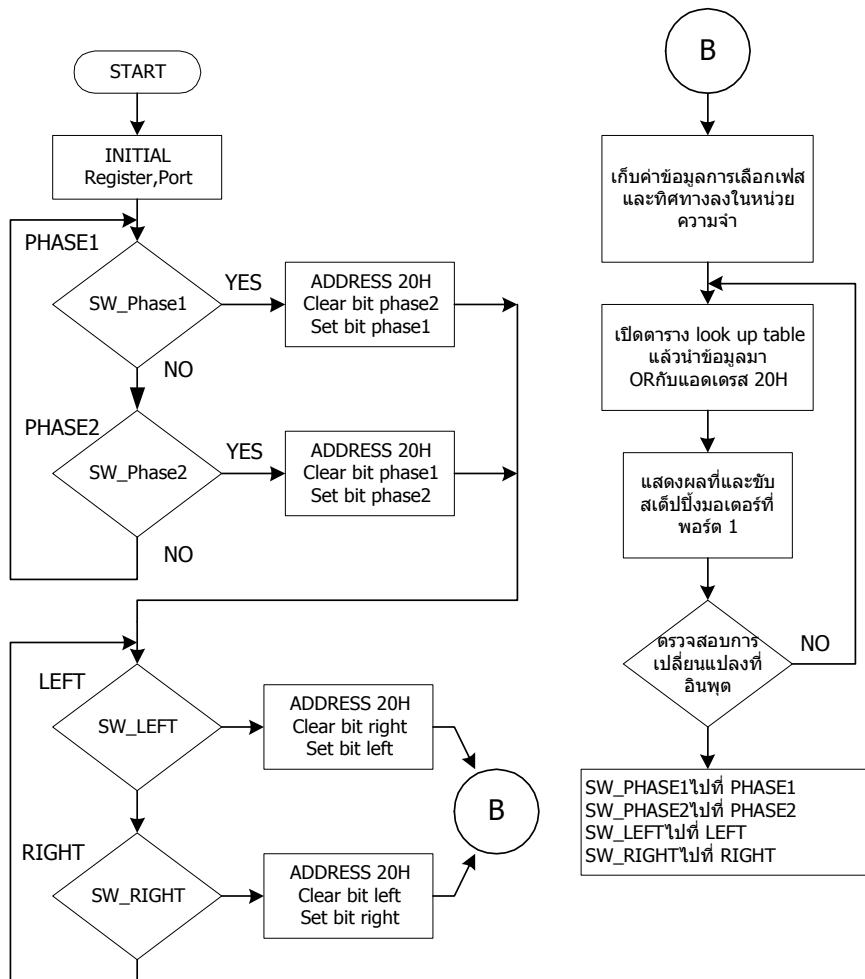 START
INITIAL
Register,Port
PHASE1
SW_Phase1
YES
ADDRESS 20H
Clear bit phase2
Set bit phase1
NO
PHASE2
SW_Phase2
YES
ADDRESS 20H
Clear bit phase1
Set bit phase2
NO
LEFT
SW_LEFT
ADDRESS 20H
Clear bit right
Set bit left
B
RIGHT
SW_RIGHT
ADDRESS 20H
Clear bit left
Set bit right
B
เก็บค่าข้อมูลการเลือกเฟส
และทิศทางลงในหน่วย
ความจำ
เปิดตาราง look up table
แล้วนำข้อมูลมา
ORกับแอดเดรส 20H
แสดงผลที่และขับ
สเต็ปปิ้งมอเตอร์ที่
พอร์ต 1
ตรวจสอบการ
เปลี่ยนแปลงที่
อินพุต
NO
SW_PHASE1ไปที่ PHASE1
SW_PHASE2ไปที่ PHASE2
SW_LEFTไปที่ LEFT
SW_RIGHTไปที่ RIGHT